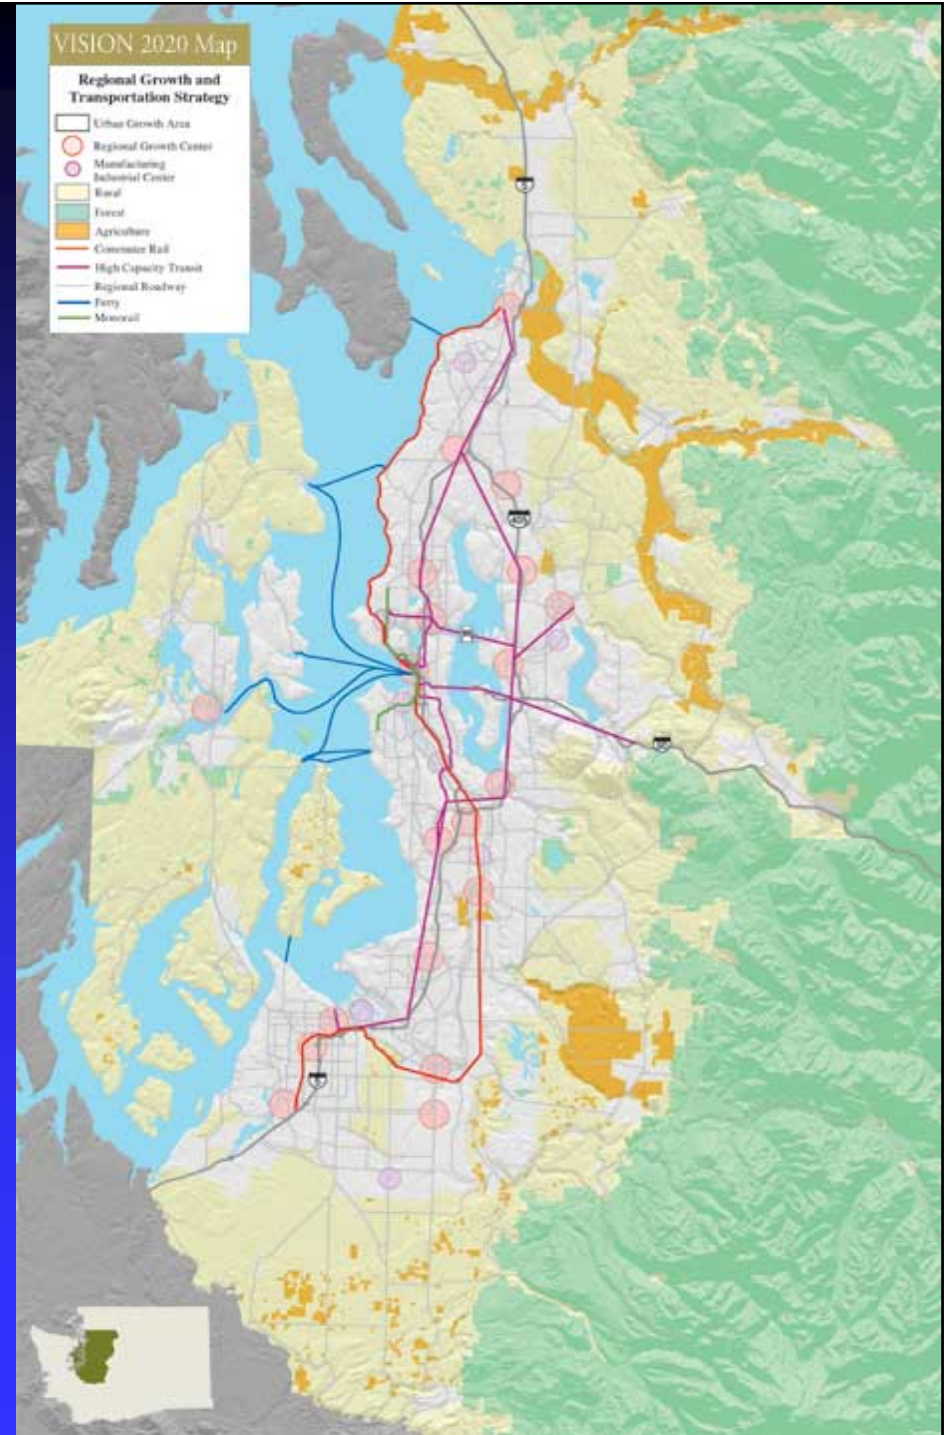 VISION 2020 Map
Regional Growth and
Transportation Strategy
Urban Growth Area
Regional Growth Center
Manufacturing
Industrial Center
Rural
Forest
Agriculture
Commuter Rail
High Capacity Transit
Regional Roadway
Ferry
Monorail
5
405
90
5